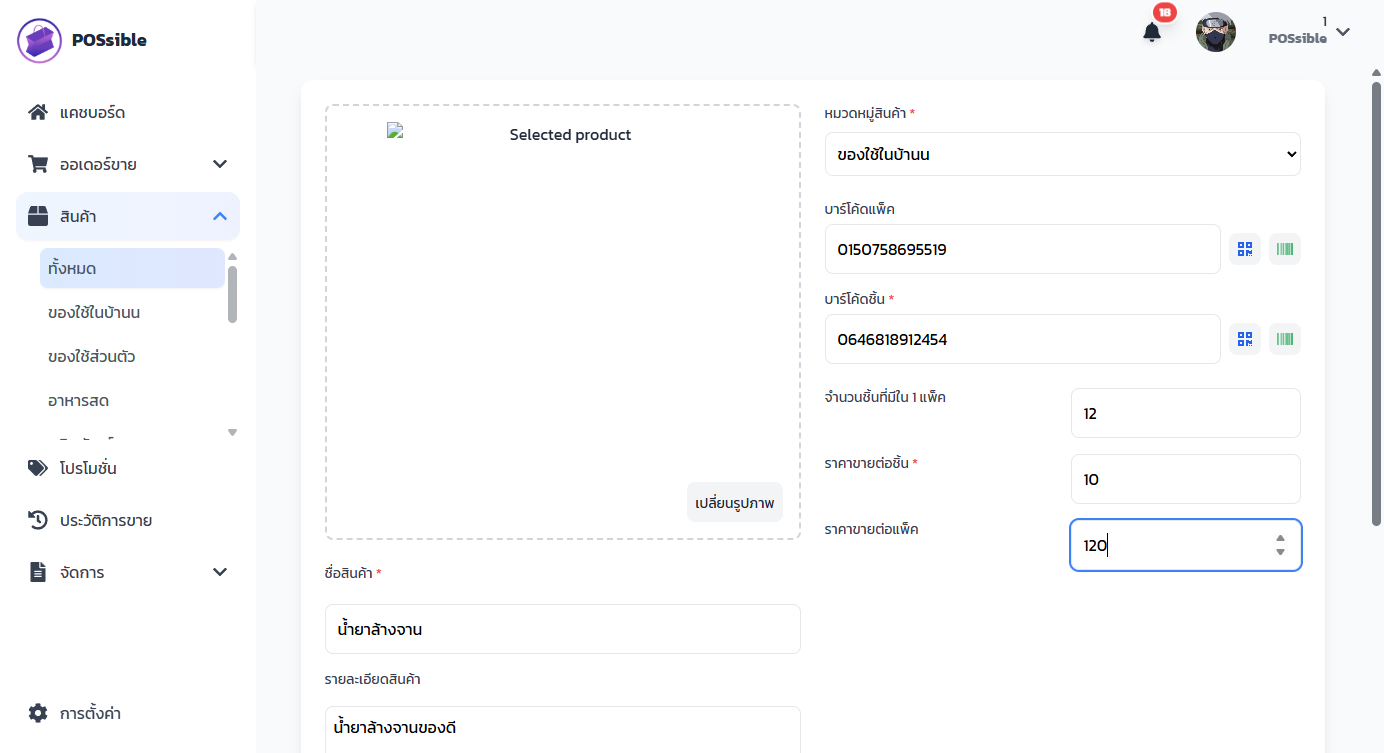 POSsible
18
1
POSsible
แคชบอร์ด
ออเดอร์ขาย
สินค้า
ทั้งหมด
ของใช้ในบ้านน
ของใช้ส่วนตัว
อาหารสด
โปรโมชั่น
ประวัติการขาย
จัดการ
การตั้งค่า
Selected product
เปลี่ยนรูปภาพ
ชื่อสินค้า *
น้ำยาล้างจาน
รายละเอียดสินค้า
น้ำยาล้างจานของดี
หมวดหมู่สินค้า *
ของใช้ในบ้านน
บาร์โค้ดแพ็ค
0150758695519
บาร์โค้ดชิ้น *
0646818912454
จำนวนชิ้นที่มีใน 1 แพ็ค
12
ราคาขายต่อชิ้น *
10
ราคาขายต่อแพ็ค
120